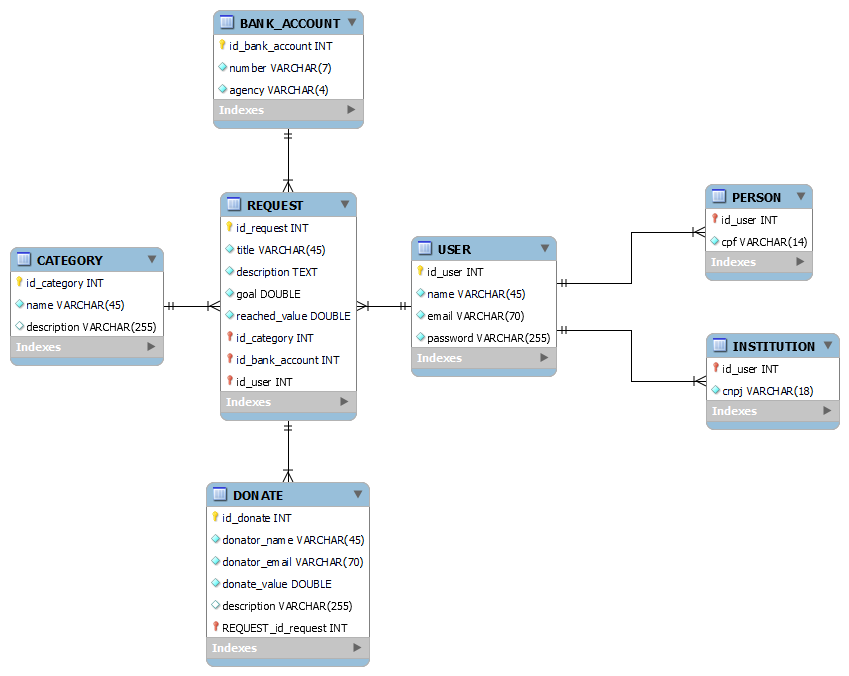 BANK_ACCOUNT
id_bank_account INT
number VARCHAR(7)
agency VARCHAR(4)
Indexes
REQUEST
id_request INT
title VARCHAR(45)
description TEXT
goal DOUBLE
reached_value DOUBLE
id_category INT
id_bank_account INT
id_user INT
Indexes
CATEGORY
id_category INT
name VARCHAR(45)
description VARCHAR(255)
Indexes
USER
id_user INT
name VARCHAR(45)
email VARCHAR(70)
password VARCHAR(255)
Indexes
PERSON
id_user INT
cpf VARCHAR(14)
Indexes
INSTITUTION
id_user INT
cnpj VARCHAR(18)
Indexes
DONATE
id_donate INT
donator_name VARCHAR(45)
donator_email VARCHAR(70)
donate_value DOUBLE
description VARCHAR(255)
REQUEST_id_request INT
Indexes